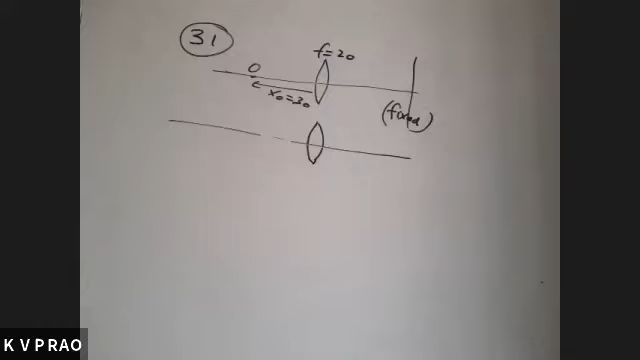 31
f=20
O
x₀=30
(fixed)
K V P RAO